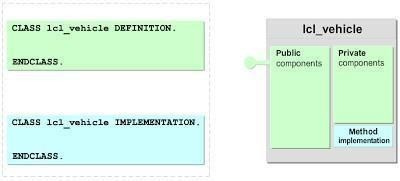 CLASS lcl_vehicle DEFINITION.
ENDCLASS.
CLASS lcl_vehicle IMPLEMENTATION.
ENDCLASS.
lcl_vehicle
Public
components
Private
components
Method
implementation